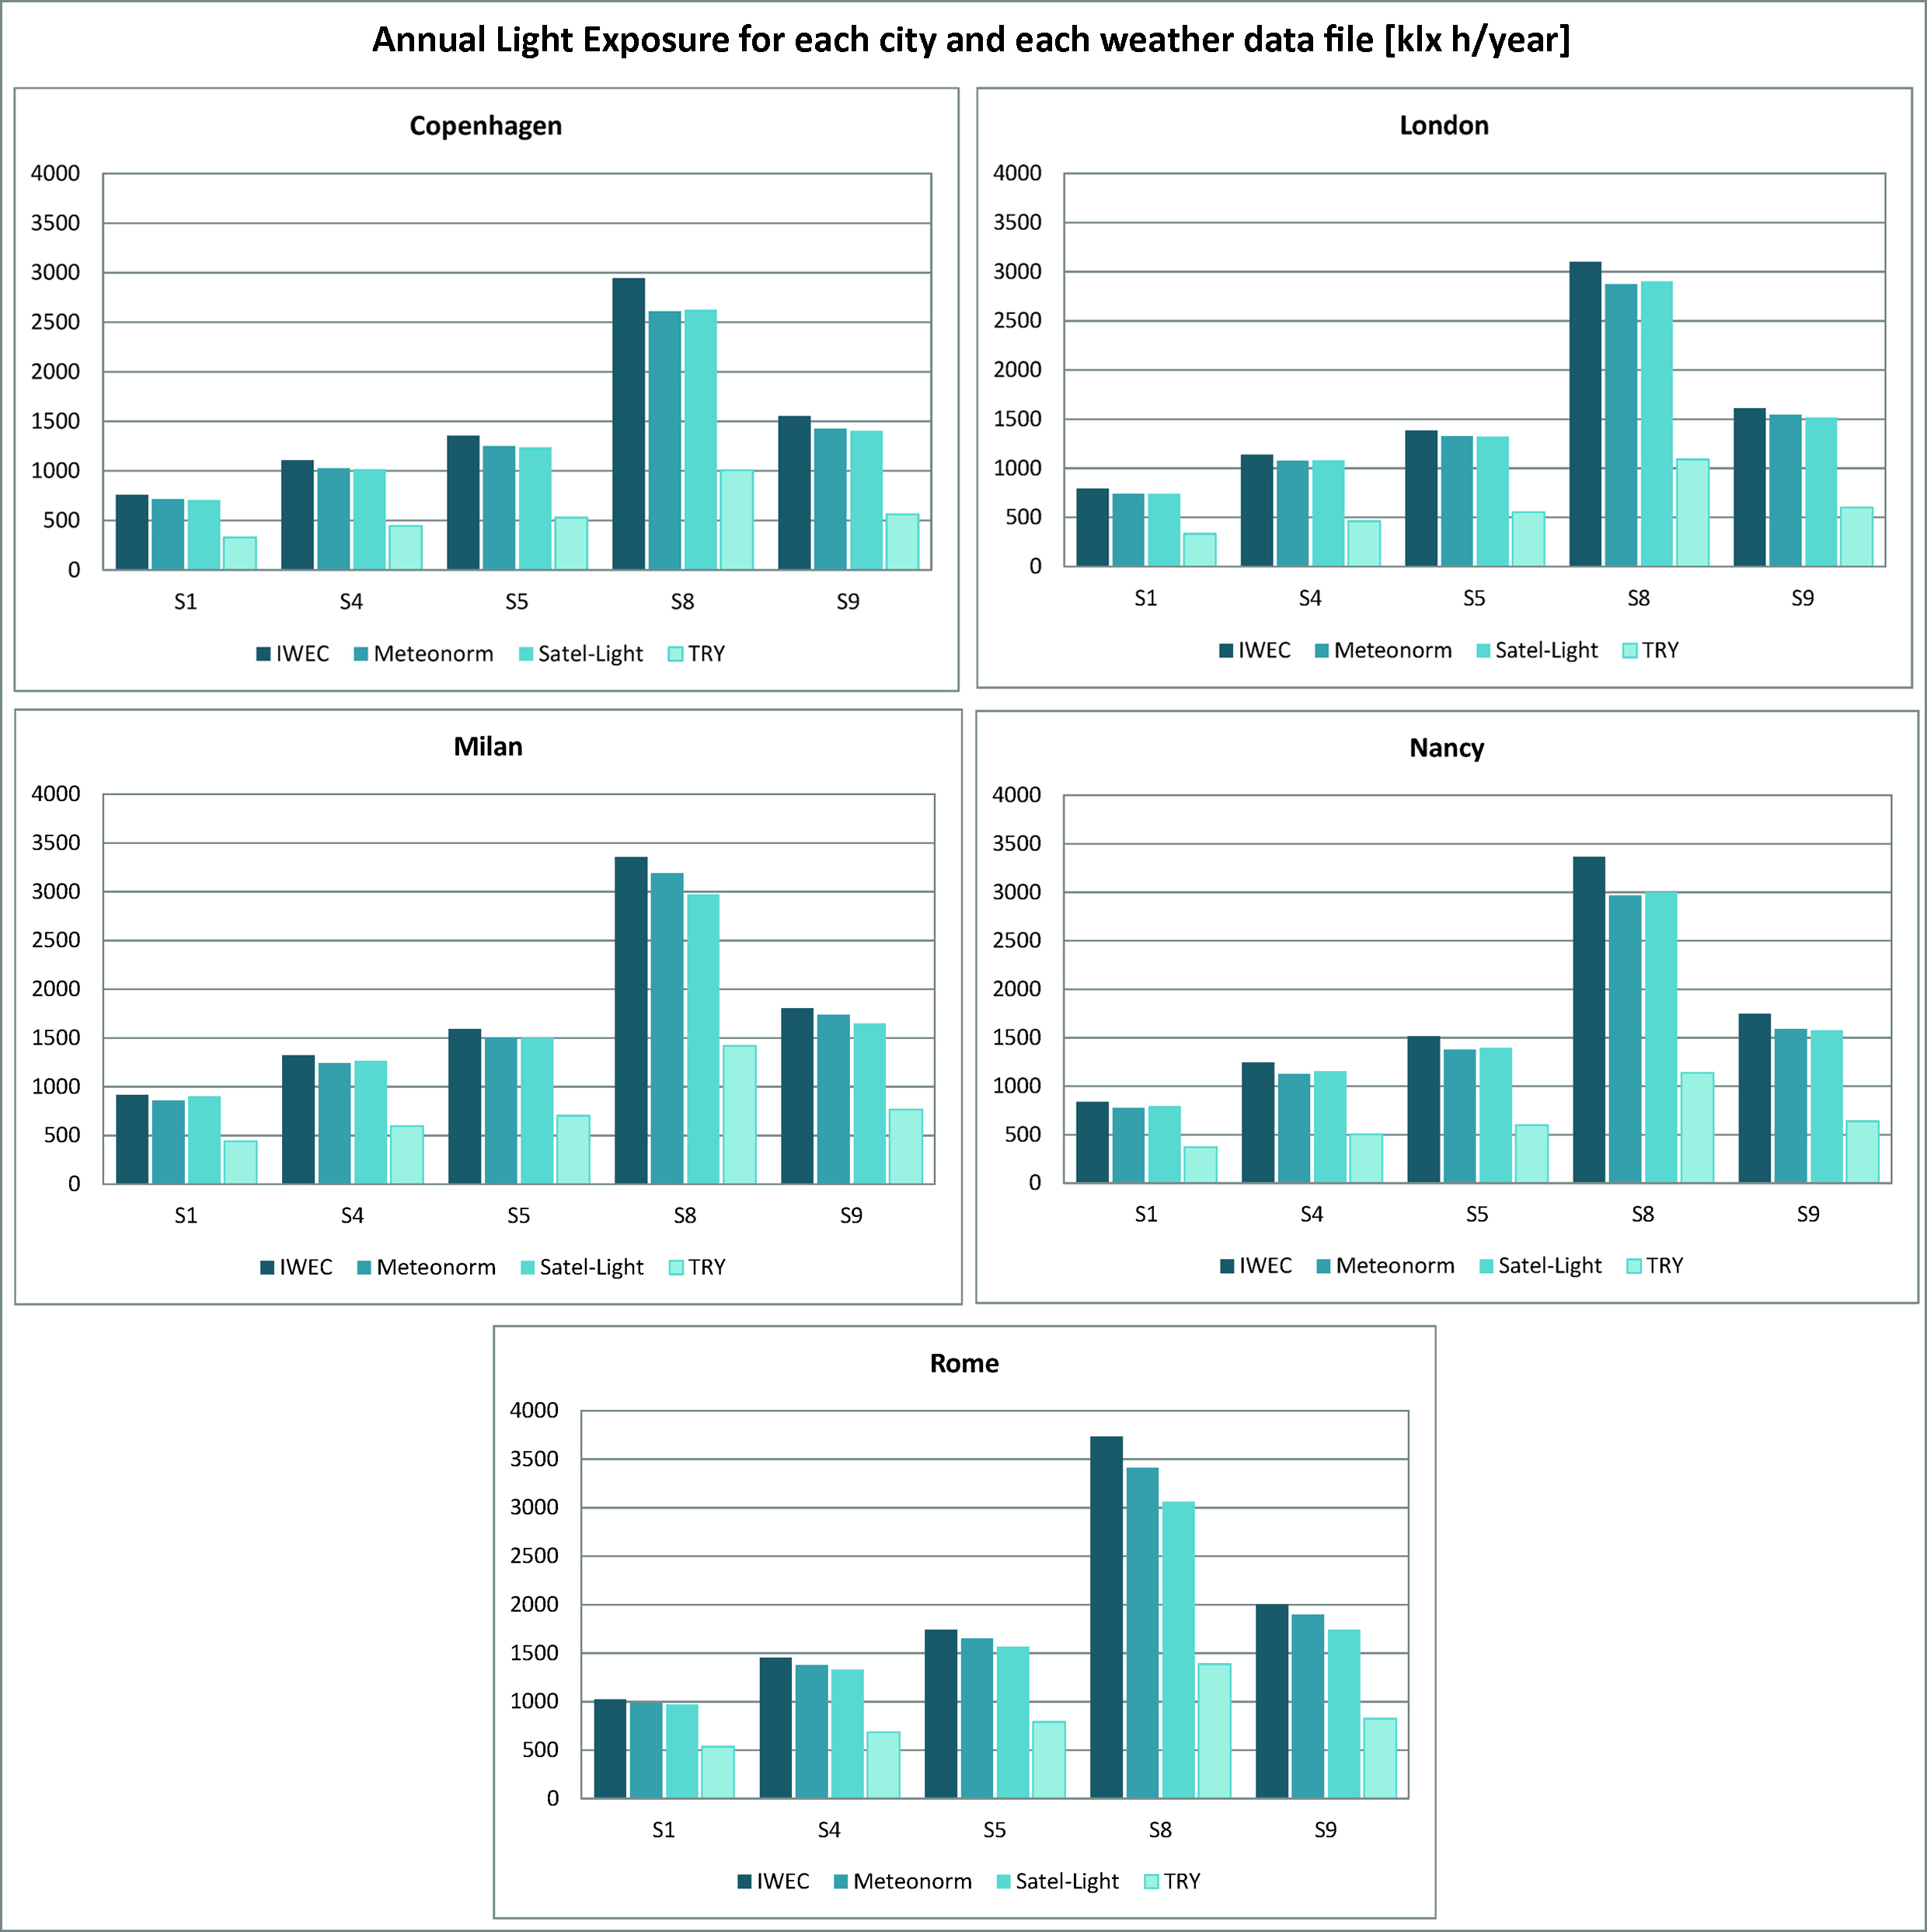 Annual Light Exposure for each city and each weather data file [klx h/year]
Copenhagen
4000
3500
3000
2500
2000
1500
1000
500
0
S1 S4 S5 S8 S9
IWEC Meteonorm Satel-Light TRY
London
4000
3500
3000
2500
2000
1500
1000
500
0
S1 S4 S5 S8 S9
IWEC Meteonorm Satel-Light TRY
Milan
4000
3500
3000
2500
2000
1500
1000
500
0
S1 S4 S5 S8 S9
IWEC Meteonorm Satel-Light TRY
Nancy
4000
3500
3000
2500
2000
1500
1000
500
0
S1 S4 S5 S8 S9
IWEC Meteonorm Satel-Light TRY
Rome
4000
3500
3000
2500
2000
1500
1000
500
0
S1 S4 S5 S8 S9
IWEC Meteonorm Satel-Light TRY